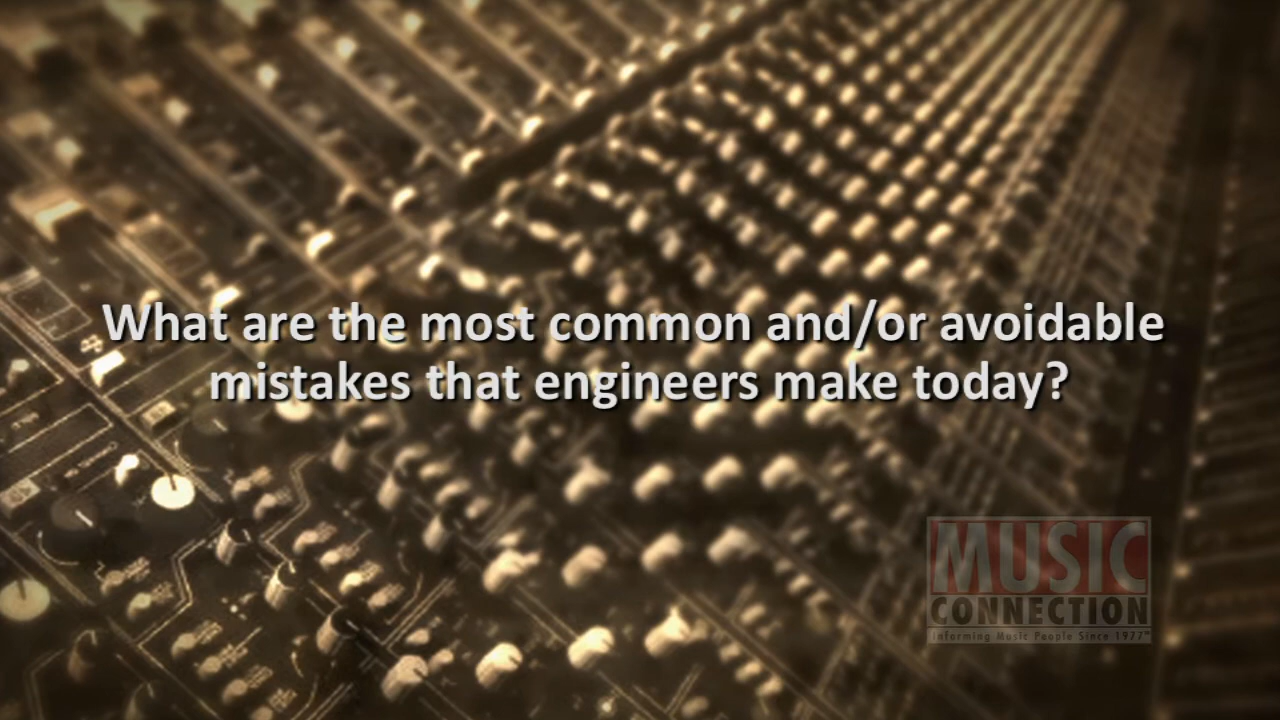 What are the most common and/or avoidable
mistakes that engineers make today?
MUSIC
CONNECTION
Informing Music People Since 1977™